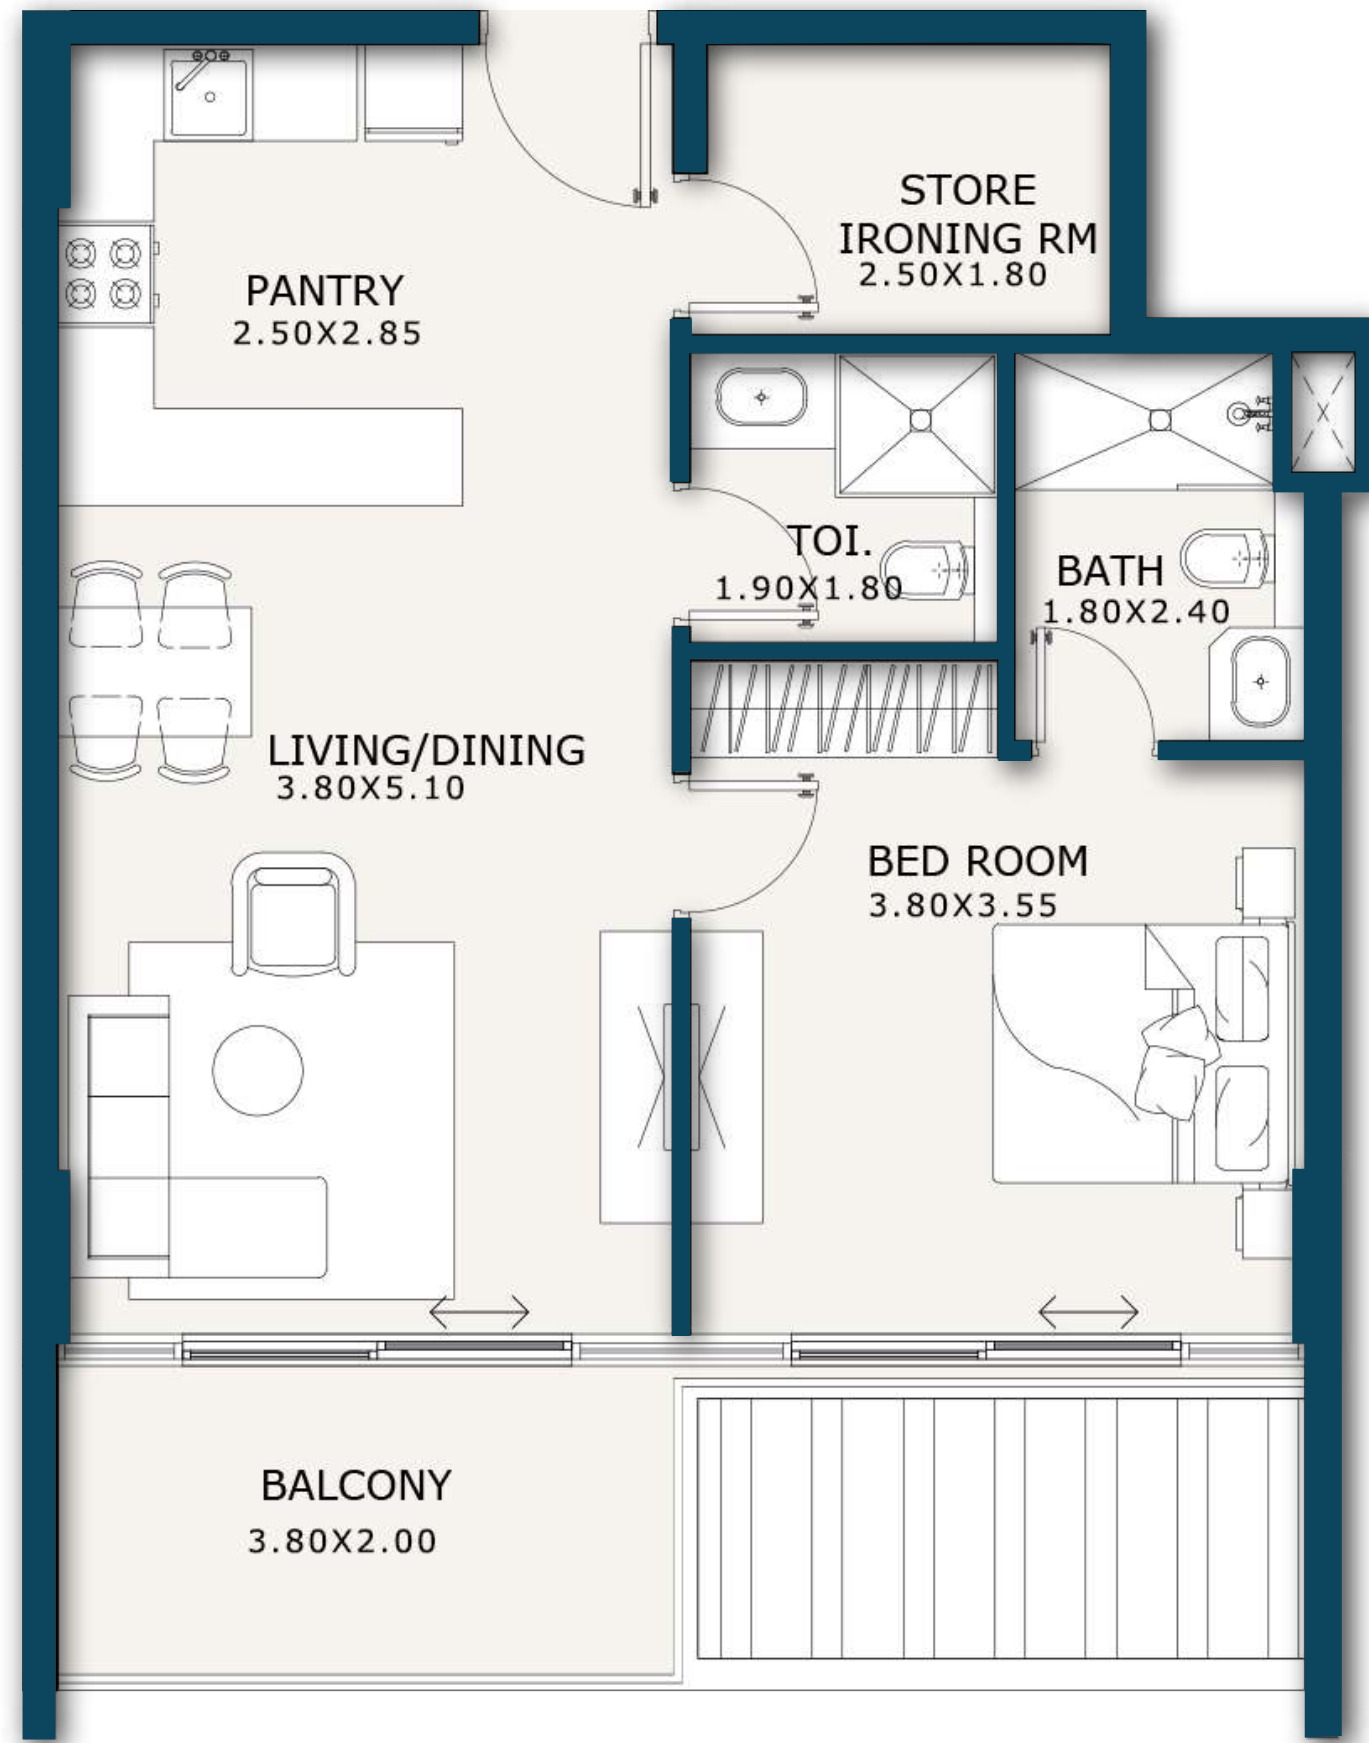 STORE
IRONING RM
2.50X1.80
PANTRY
2.50X2.85
TOI.
1.90X1.80
BATH
1.80X2.40
LIVING/DINING
3.80X5.10
BED ROOM
3.80X3.55
BALCONY
3.80X2.00